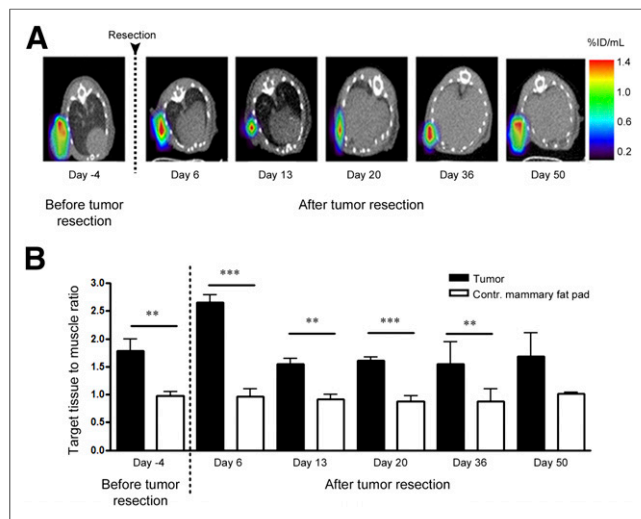 A
Resection
%ID/mL
1.4
1.0
0.6
0.2
Day -4
Day 6
Day 13
Day 20
Day 36
Day 50
Before tumor
resection
After tumor resection
B
Target tissue to muscle ratio
3.0
2.5
2.0
1.5
1.0
0.5
0.0
**
***
**
***
**
Tumor
Contr. mammary fat pad
Day -4
Day 6
Day 13
Day 20
Day 36
Day 50
Before tumor
resection
After tumor resection